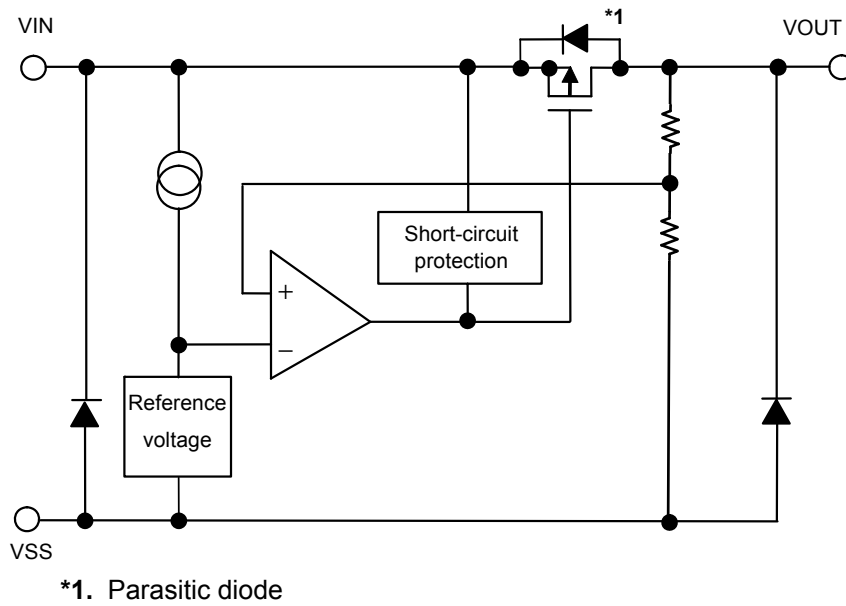 VIN
*1
VOUT
Short-circuit
protection
+
−
Reference
voltage
VSS
*1. Parasitic diode